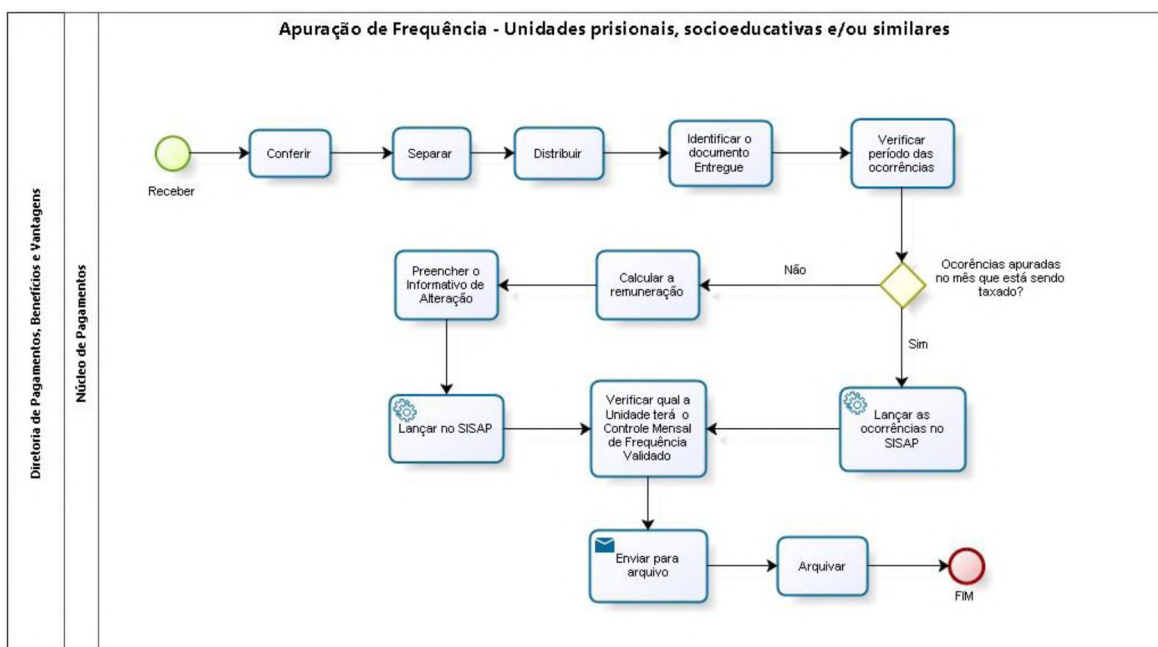 Apuração de Frequência - Unidades prisionais, socioeducativas e/ou similares
Diretoria de Pagamentos, Benefícios e Vantagens
Núcleo de Pagamentos
Receber
Conferir
Separar
Distribuir
Identificar o
documento
Entregue
Verificar
período das
ocorrências
Ocorências apuradas
no mês que está sendo
taxado?
Não
Calcular a
remuneração
Preencher o
Informativo de
Alteração
Sim
Lançar no SISAP
Verificar qual a
Unidade terá o
Controle Mensal
de Frequência
Validado
Lançar as
ocorrências no
SISAP
Enviar para
arquivo
Arquivar
FIM